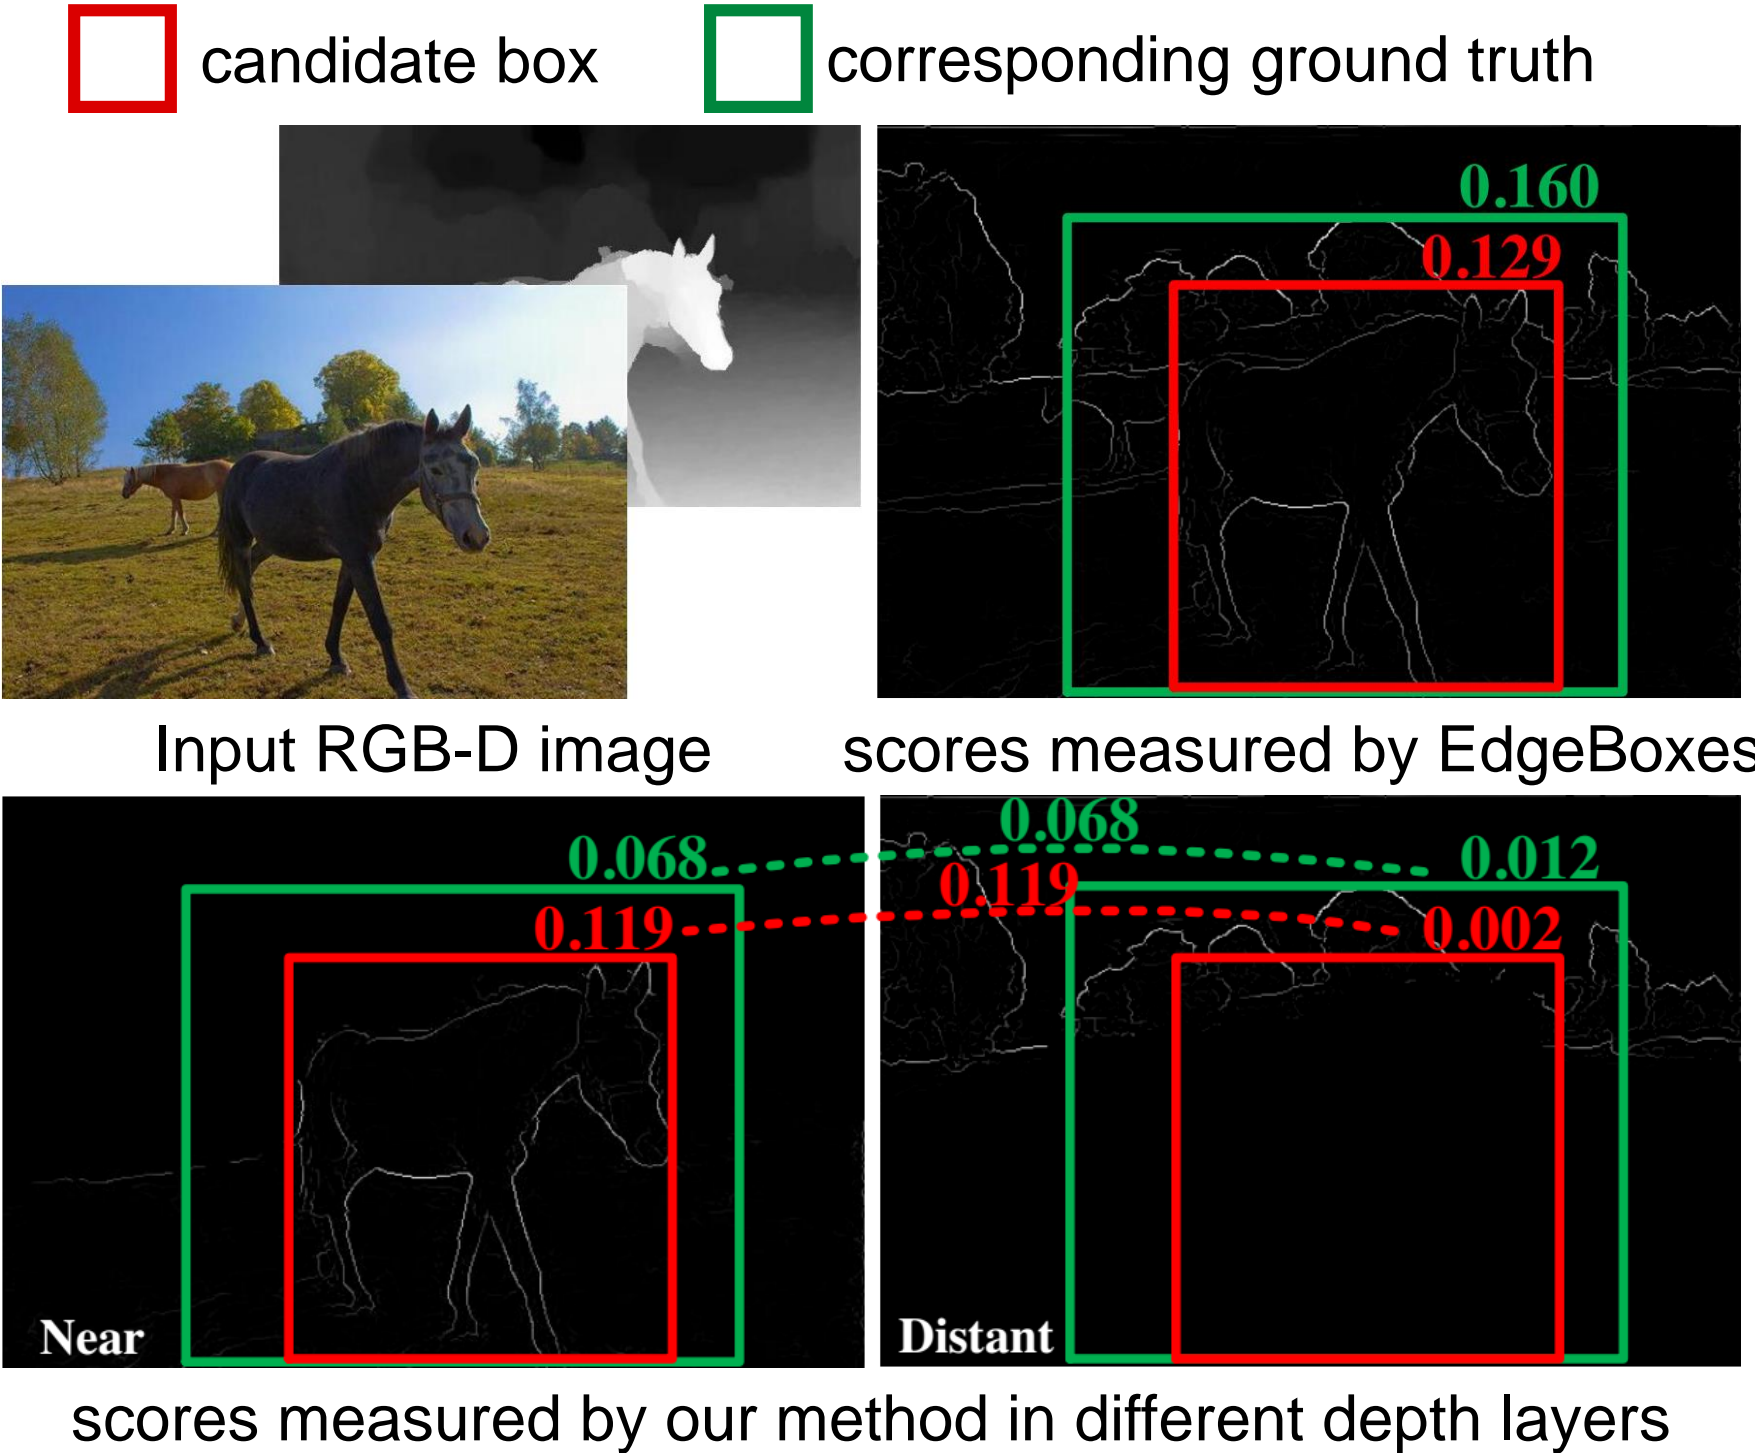 candidate box
corresponding ground truth
0.160
0.129
Input RGB-D image
scores measured by EdgeBoxes
0.068
0.119
Near
0.068
0.119
0.012
0.002
Distant
scores measured by our method in different depth layers